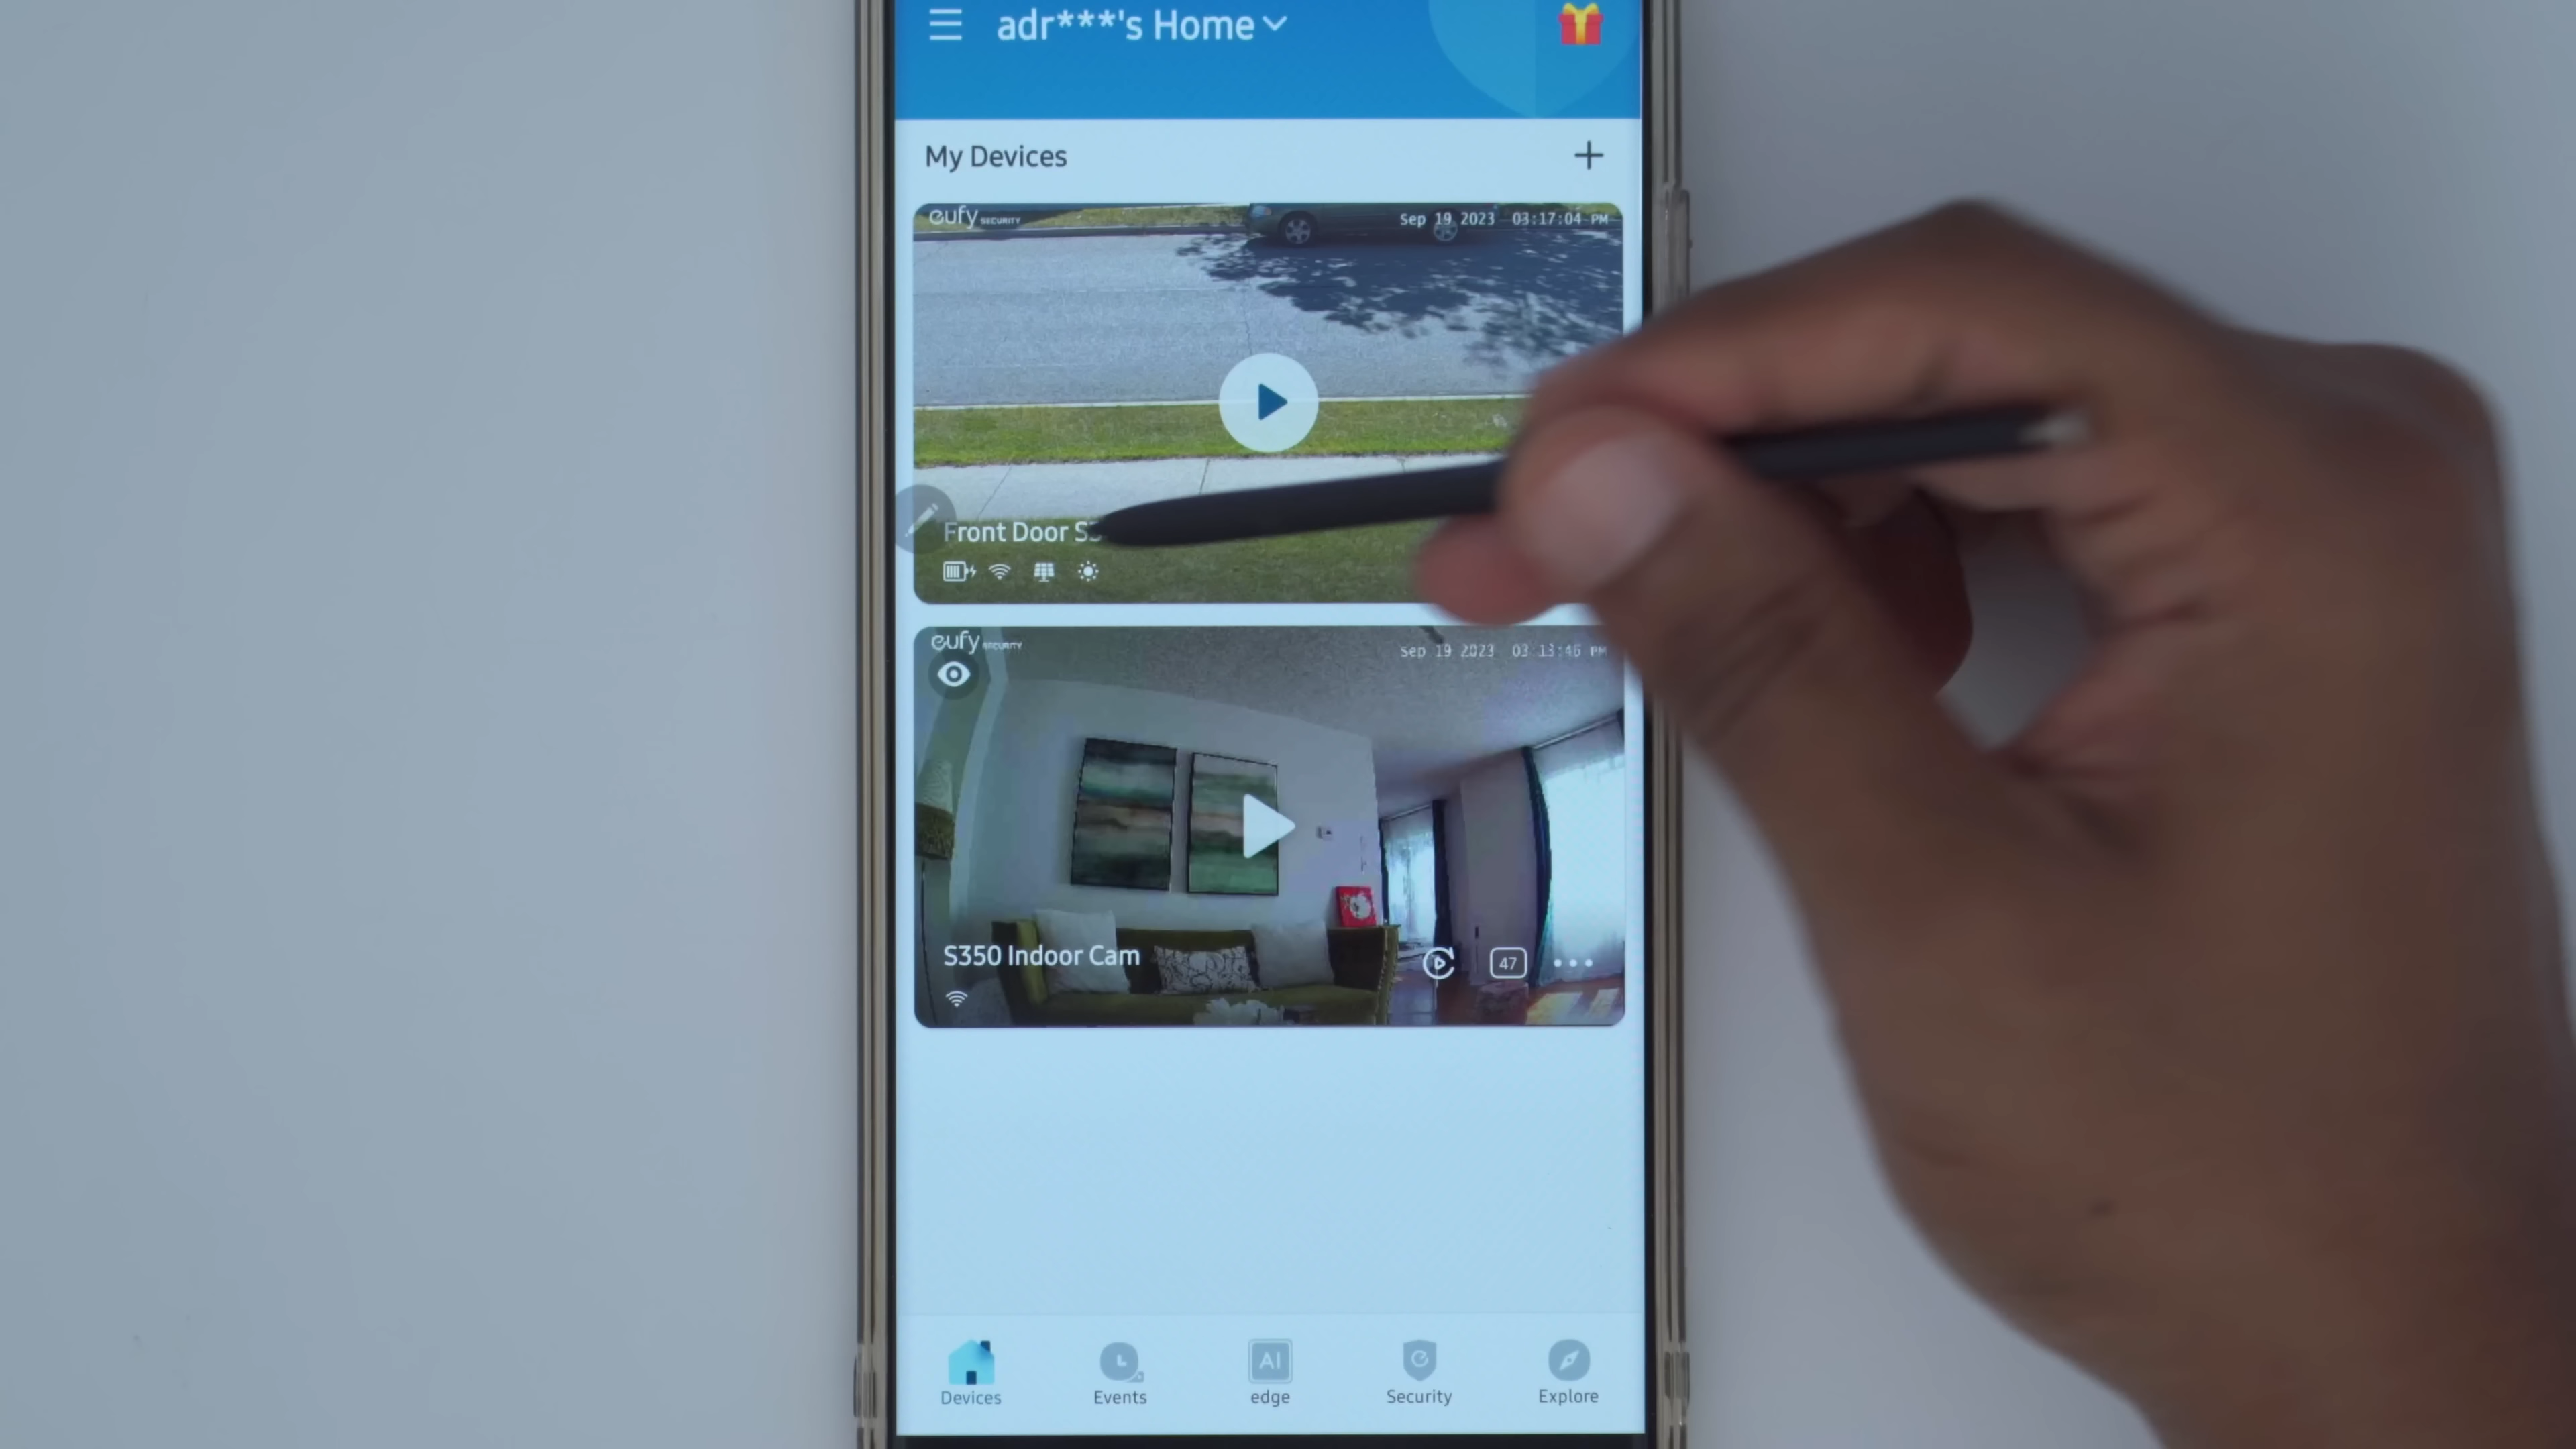 adr***'s Home
My Devices
eufy SECURITY
Sep 19 2023 03:17:04 PM
Front Door
eufy SECURITY
Sep 19 2023 03:13:46 PM
S350 Indoor Cam
47
Devices
Events
AI
edge
Security
Explore